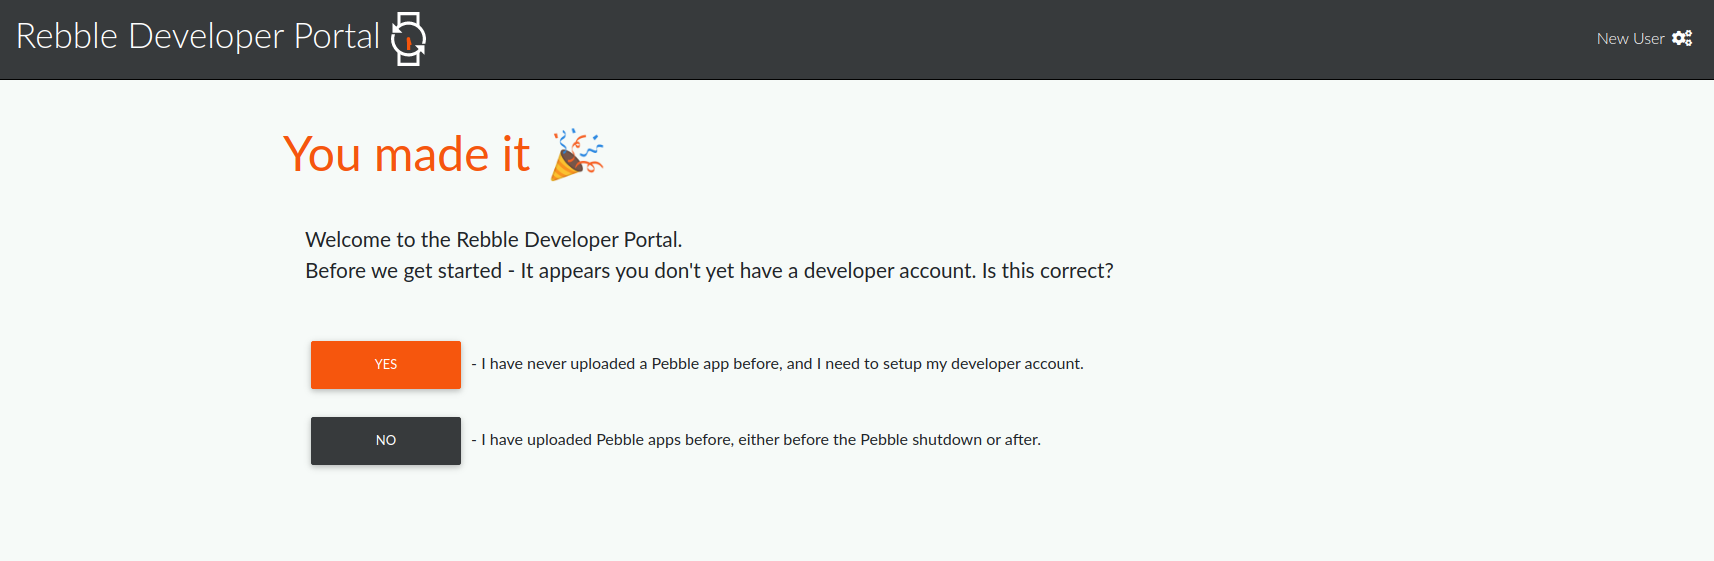 Rebble Developer Portal
New User
You made it
Welcome to the Rebble Developer Portal.
Before we get started - It appears you don't yet have a developer account. Is this correct?
YES - I have never uploaded a Pebble app before, and I need to setup my developer account.
NO - I have uploaded Pebble apps before, either before the Pebble shutdown or after.